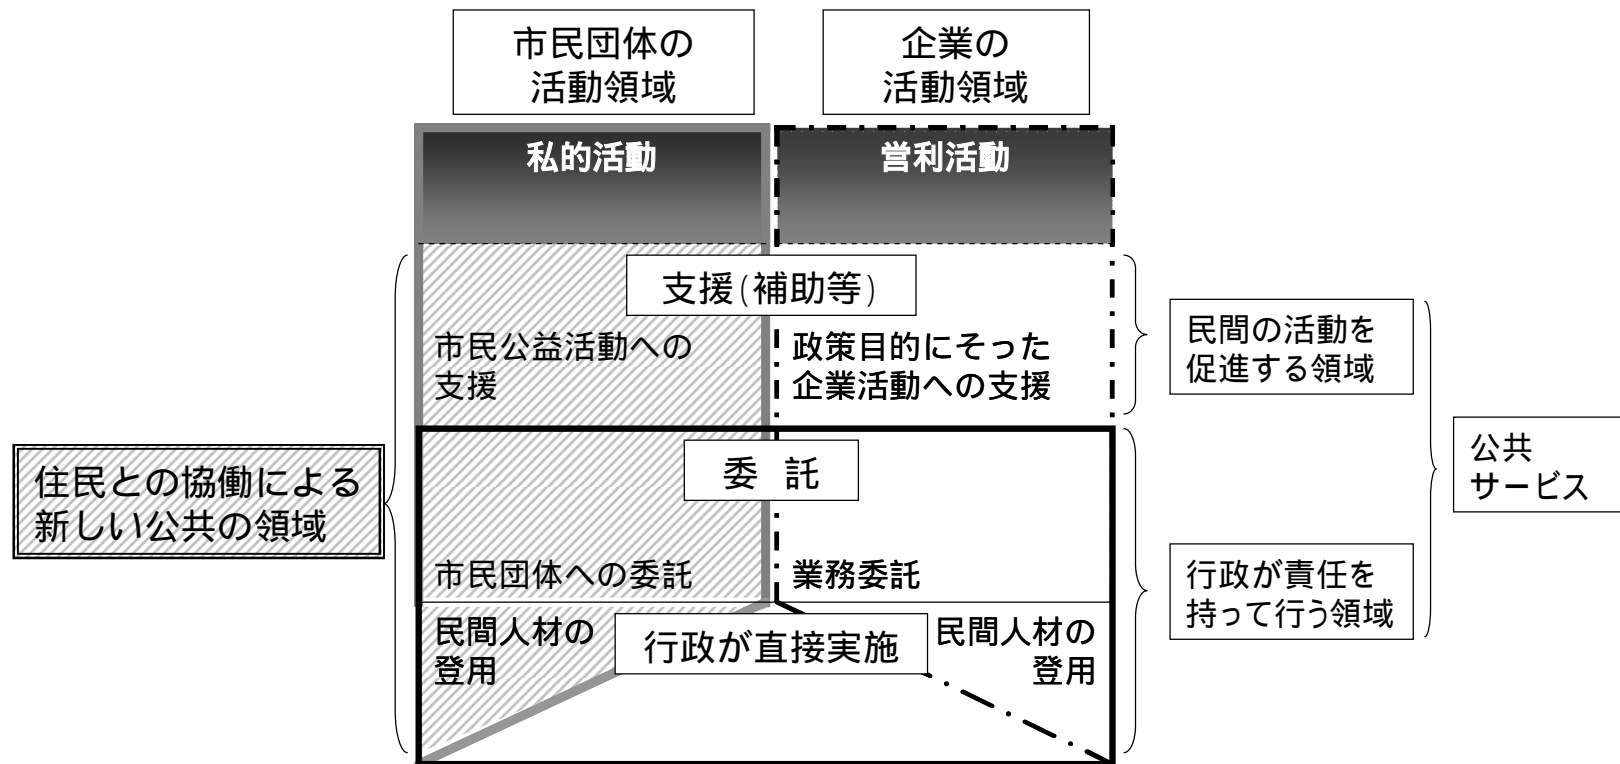 市民団体の
活動領域
企業の
活動領域
私的活動
営利活動
支援(補助等)
市民公益活動への
支援
政策目的にそった
企業活動への支援
民間の活動を
促進する領域
委 託
住民との協働による
新しい公共の領域
公共
サービス
市民団体への委託
業務委託
行政が責任を
持って行う領域
民間人材の
登用
行政が直接実施
民間人材の
登用